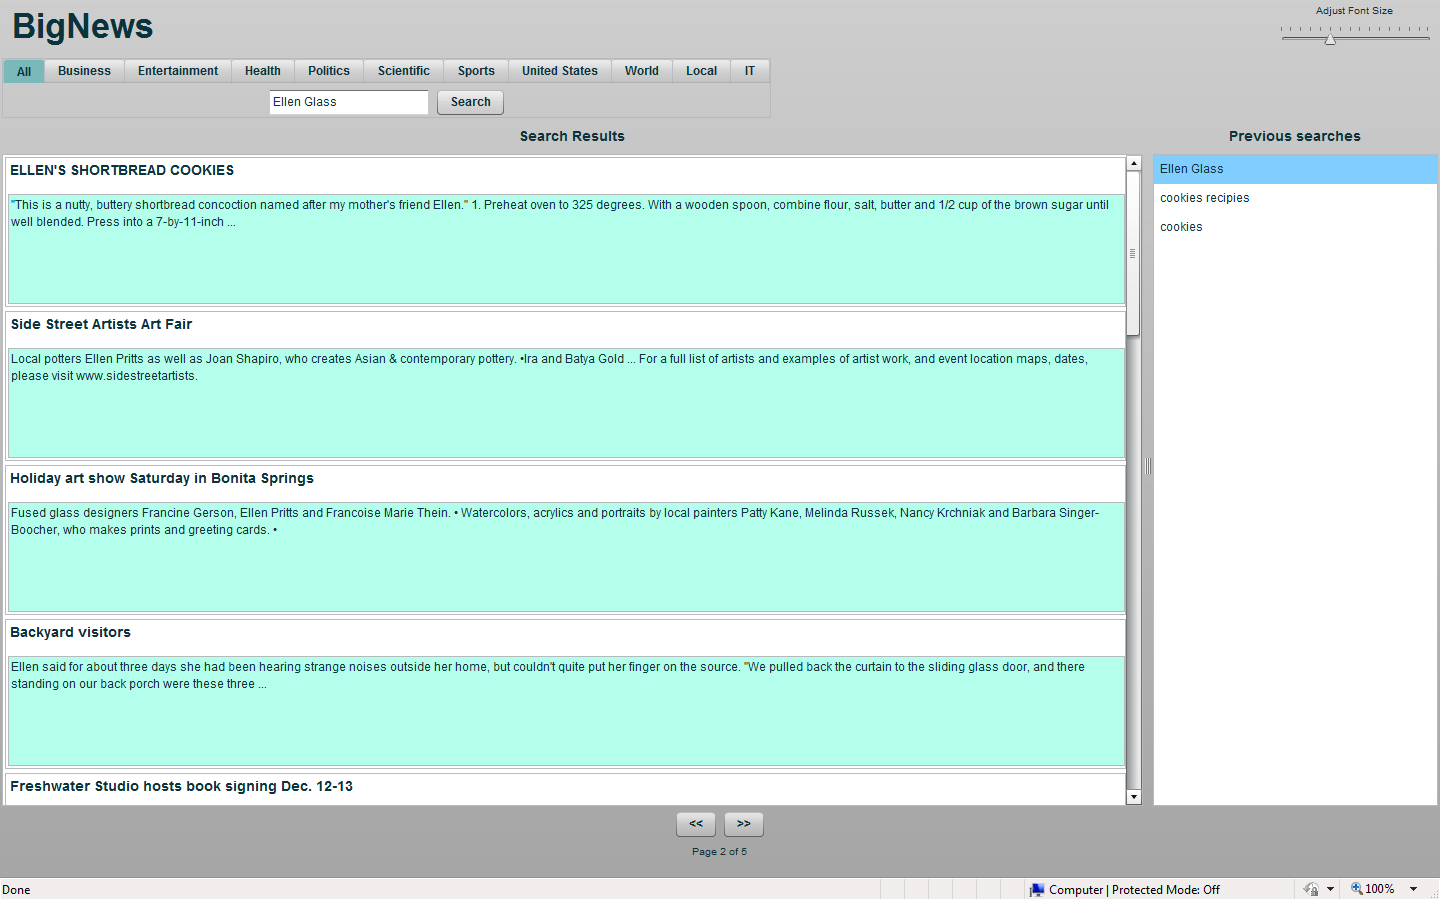 BigNews
Adjust Font Size
All Business Entertainment Health Politics Scientific Sports United States World Local IT
Ellen Glass Search
Search Results
Previous searches
ELLEN'S SHORTBREAD COOKIES
"This is a nutty, buttery shortbread concoction named after my mother's friend Ellen." 1. Preheat oven to 325 degrees. With a wooden spoon, combine flour, salt, butter and 1/2 cup of the brown sugar until
well blended. Press into a 7-by-11-inch ...
Side Street Artists Art Fair
Local potters Ellen Pritts as well as Joan Shapiro, who creates Asian & contemporary pottery. •Ira and Batya Gold ... For a full list of artists and examples of artist work, and event location maps, dates,
please visit www.sidestreetartists.
Holiday art show Saturday in Bonita Springs
Fused glass designers Francine Gerson, Ellen Pritts and Francoise Marie Thein. • Watercolors, acrylics and portraits by local painters Patty Kane, Melinda Russek, Nancy Krchniak and Barbara Singer-
Boocher, who makes prints and greeting cards. •
Backyard visitors
Ellen said for about three days she had been hearing strange noises outside her home, but couldn't quite put her finger on the source. "We pulled back the curtain to the sliding glass door, and there
standing on our back porch were these three ...
Freshwater Studio hosts book signing Dec. 12-13
Ellen Glass
cookies recipies
cookies
<< >>
Page 2 of 5
Done
Computer | Protected Mode: Off
100%